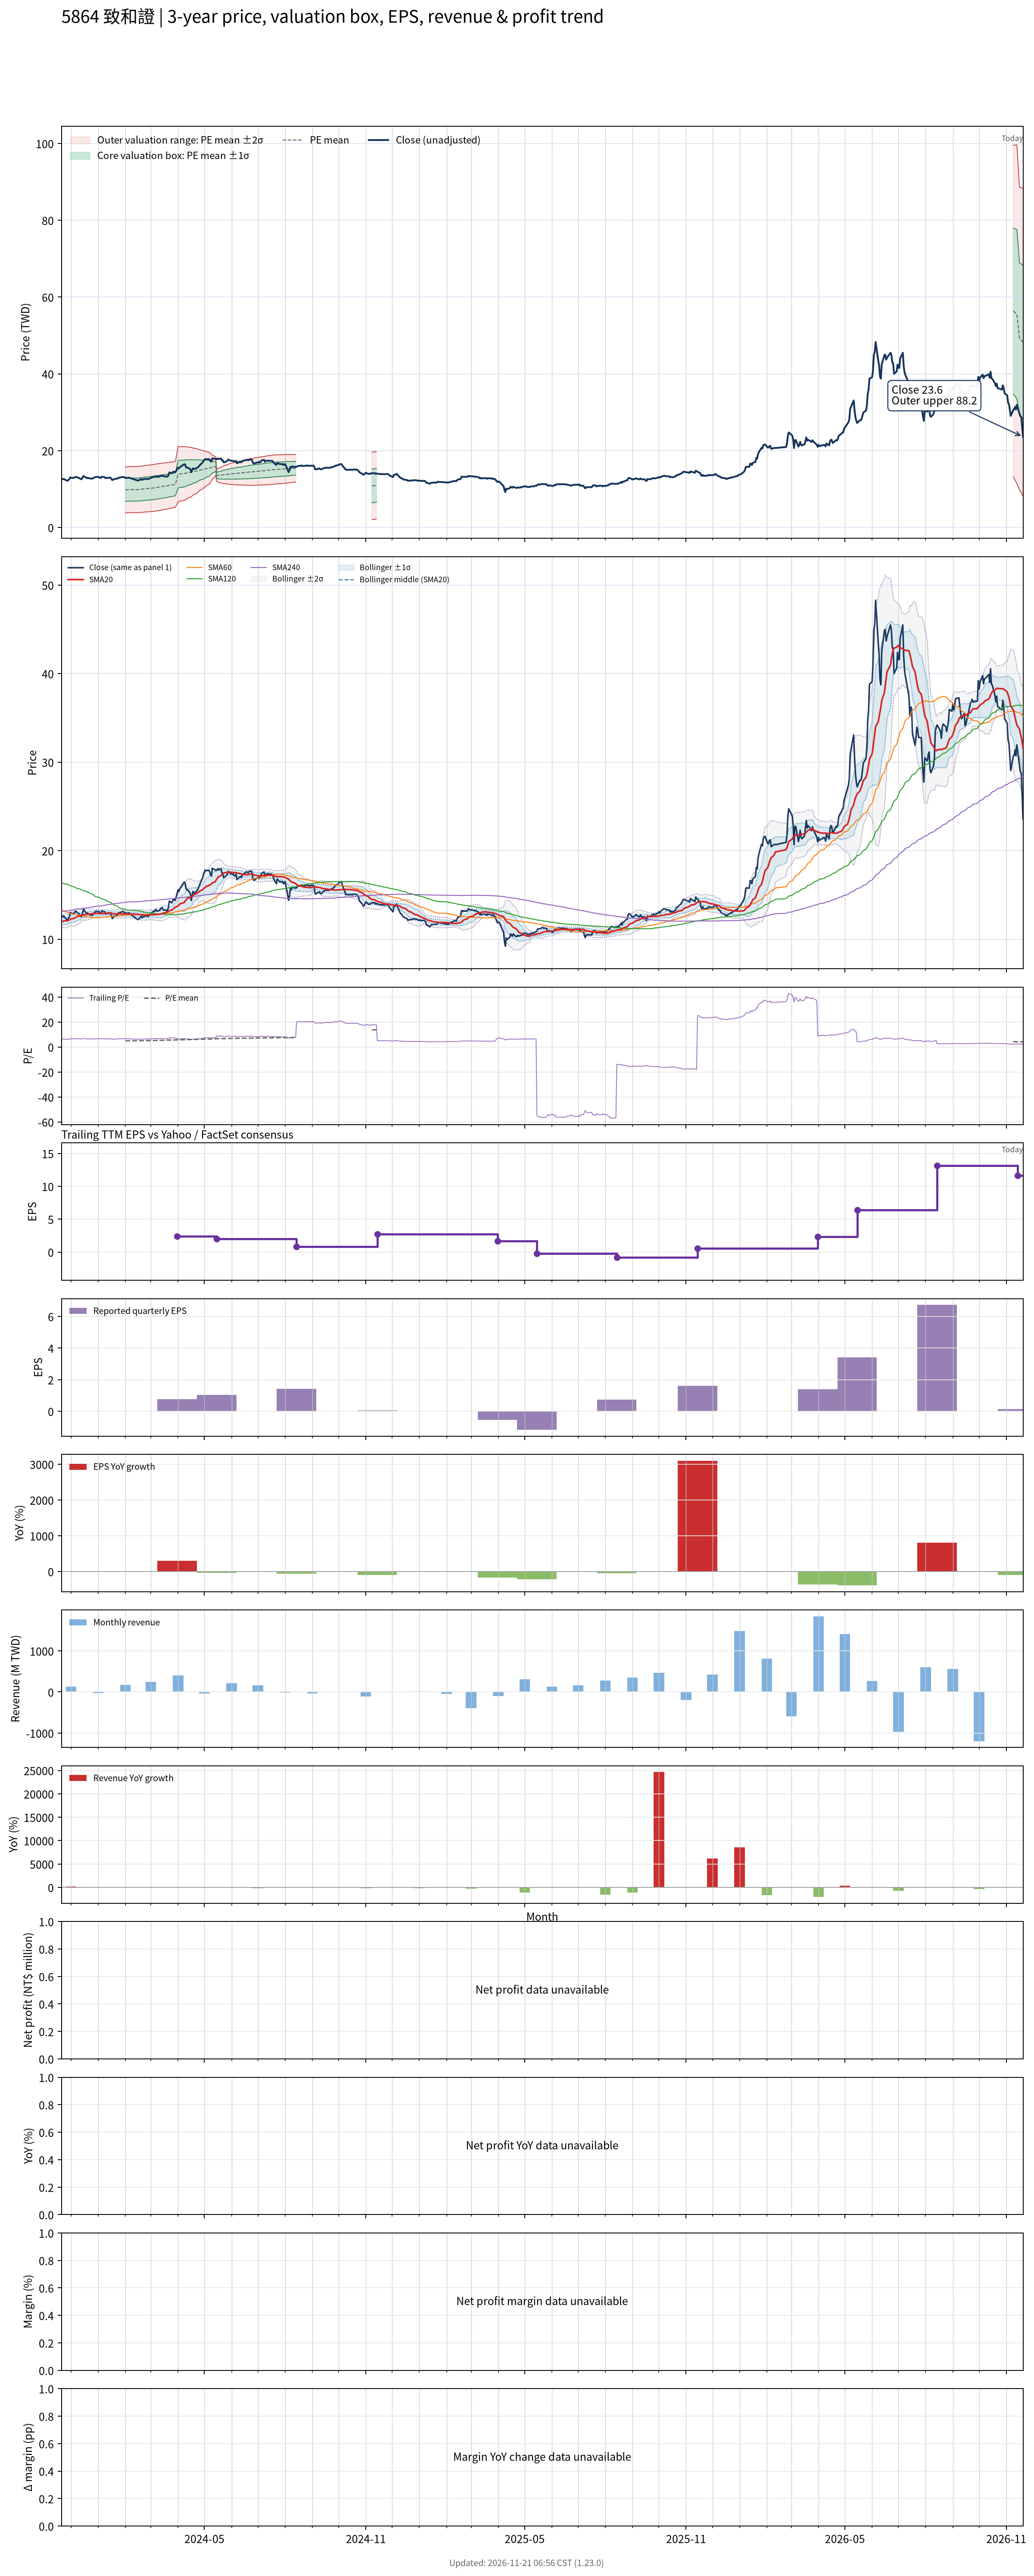 5864 致和證 | 3-year price, valuation box, EPS, revenue & profit trend
Outer valuation range: PE mean ±2σ
PE mean
Close (unadjusted)
Core valuation box: PE mean ±1σ
Today
100
80
60
40
20
0
Price (TWD)
Close 23.6
Outer upper 88.2
Close (same as panel 1)
SMA60
SMA240
Bollinger ±1σ
SMA20
SMA120
Bollinger ±2σ
Bollinger middle (SMA20)
50
40
30
20
10
Price
Trailing P/E
P/E mean
40
20
0
-20
-40
-60
P/E
Trailing TTM EPS vs Yahoo / FactSet consensus
Today
15
10
5
0
EPS
Reported quarterly EPS
6
4
2
0
EPS
EPS YoY growth
3000
2000
1000
0
YoY (%)
Monthly revenue
1000
0
-1000
Revenue (M TWD)
Revenue YoY growth
25000
20000
15000
10000
5000
0
YoY (%)
Month
1.0
0.8
0.6
0.4
0.2
0.0
Net profit (NT$ million)
Net profit data unavailable
1.0
0.8
0.6
0.4
0.2
0.0
YoY (%)
Net profit YoY data unavailable
1.0
0.8
0.6
0.4
0.2
0.0
Margin (%)
Net profit margin data unavailable
1.0
0.8
0.6
0.4
0.2
0.0
Δ margin (pp)
Margin YoY change data unavailable
2024-05
2024-11
2025-05
2025-11
2026-05
2026-11
Updated: 2026-11-21 06:56 CST (1.23.0)